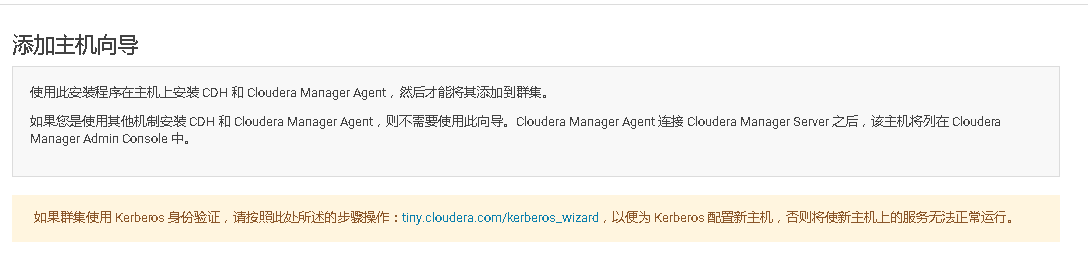 添加主机向导
使用此安装程序在主机上安装 CDH 和 Cloudera Manager Agent，然后才能将其添加到群集。
如果您是使用其他机制安装 CDH 和 Cloudera Manager Agent，则不需要使用此向导。Cloudera Manager Agent 连接 Cloudera Manager Server 之后，该主机将列在 Cloudera
Manager Admin Console 中。
如果群集使用 Kerberos 身份验证，请按照此处所述的步骤操作：tiny.cloudera.com/kerberos_wizard，以便为 Kerberos 配置新主机，否则将使新主机上的服务无法正常运行。